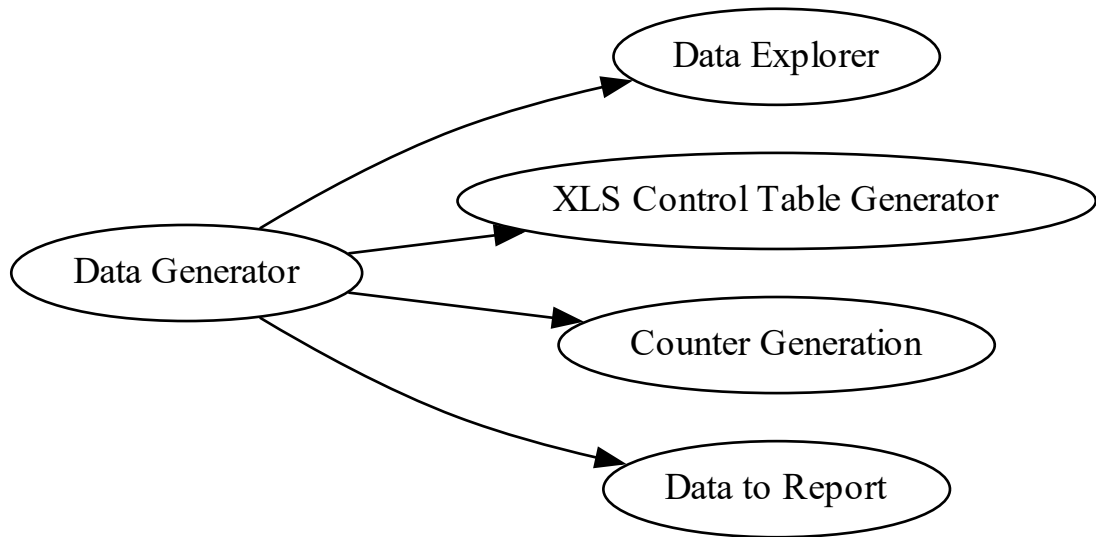 Data Explorer
XLS Control Table Generator
Data Generator
Counter Generation
Data to Report